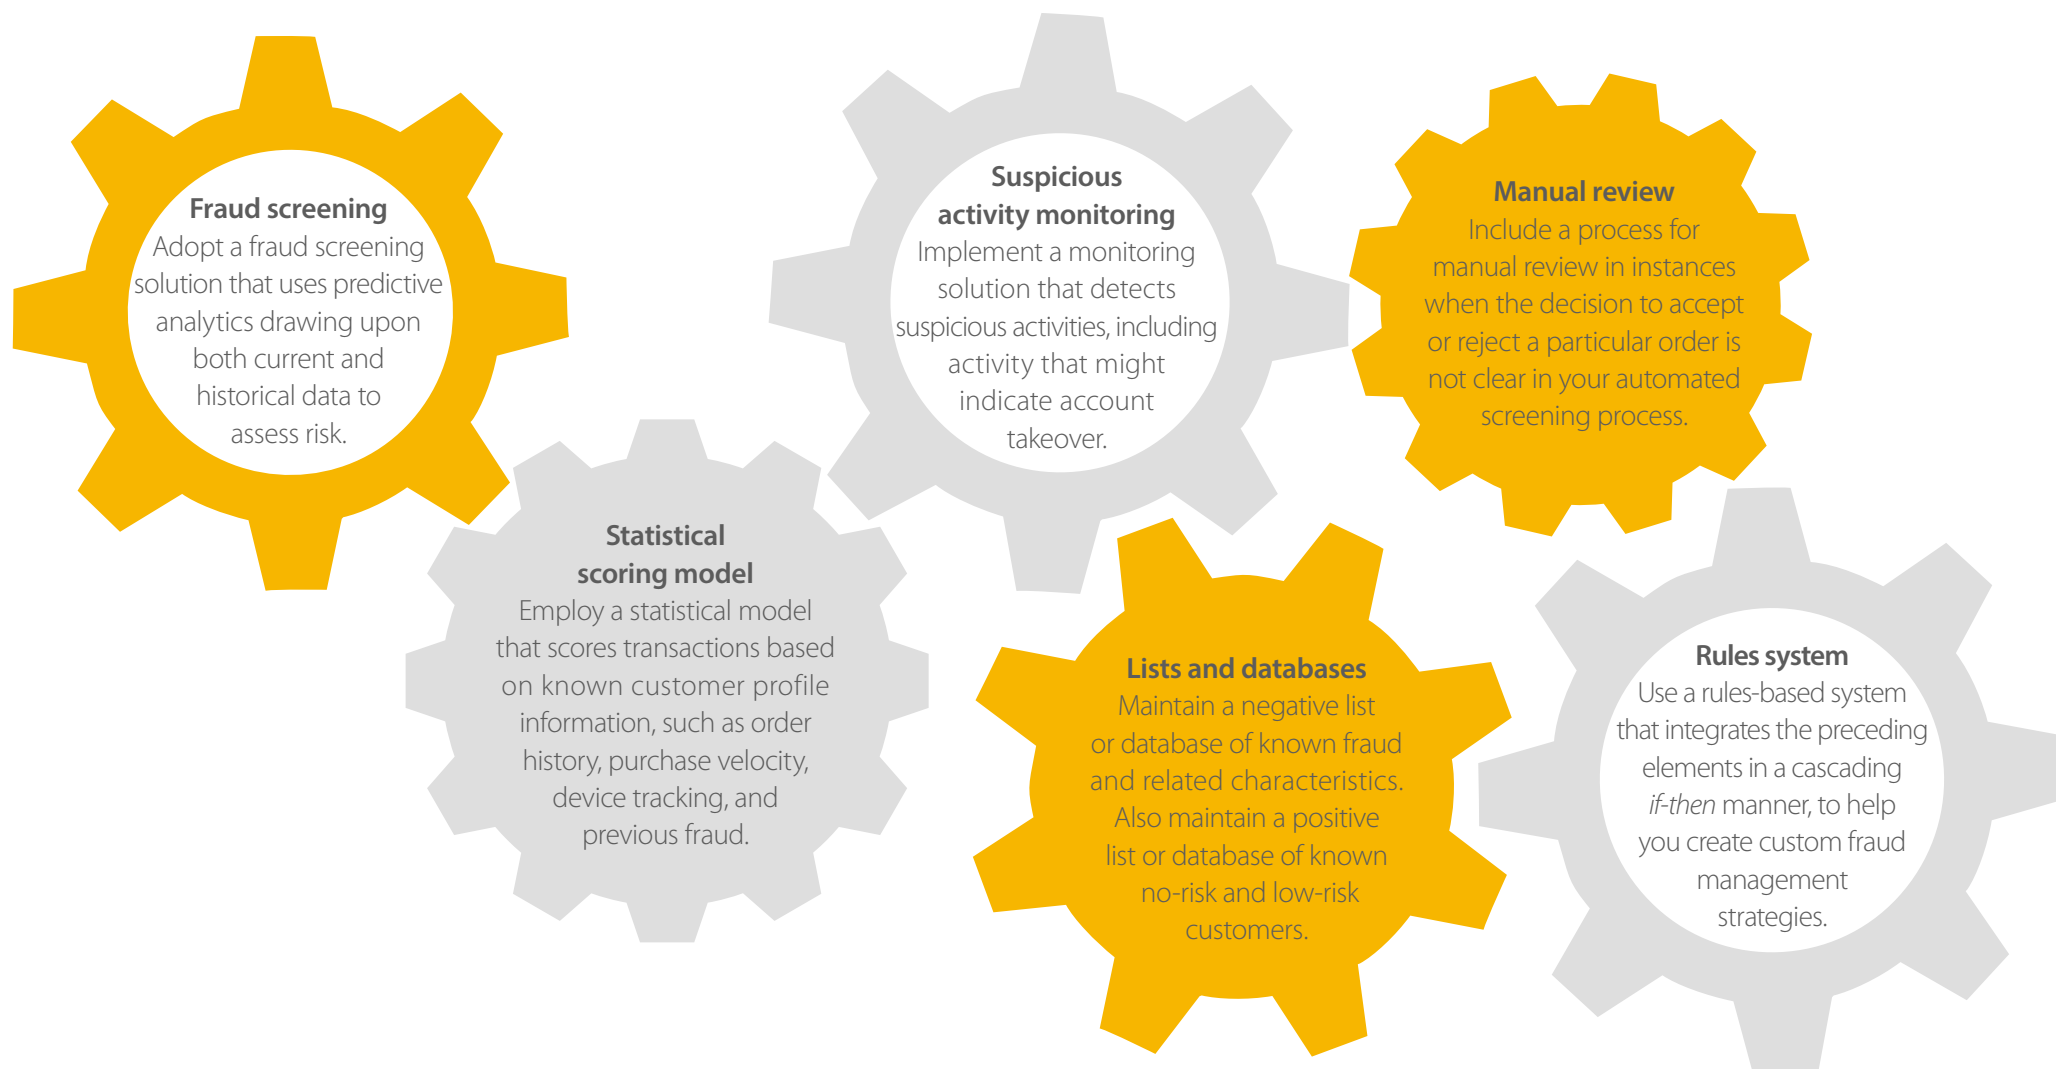 Fraud screening
Adopt a fraud screening
solution that uses predictive
analytics drawing upon
both current and
historical data to
assess risk.
Statistical
scoring model
Employ a statistical model
that scores transactions based
on known customer profile
information, such as order
history, purchase velocity,
device tracking, and
previous fraud.
Suspicious
activity monitoring
Implement a monitoring
solution that detects
suspicious activities, including
activity that might
indicate account
takeover.
Lists and databases
Maintain a negative list
or database of known fraud
and related characteristics.
Also maintain a positive
list or database of known
no-risk and low-risk
customers.
Manual review
Include a process for
manual review in instances
when the decision to accept
or reject a particular order is
not clear in your automated
screening process.
Rules system
Use a rules-based system
that integrates the preceding
elements in a cascading
if-then manner, to help
you create custom fraud
management
strategies.